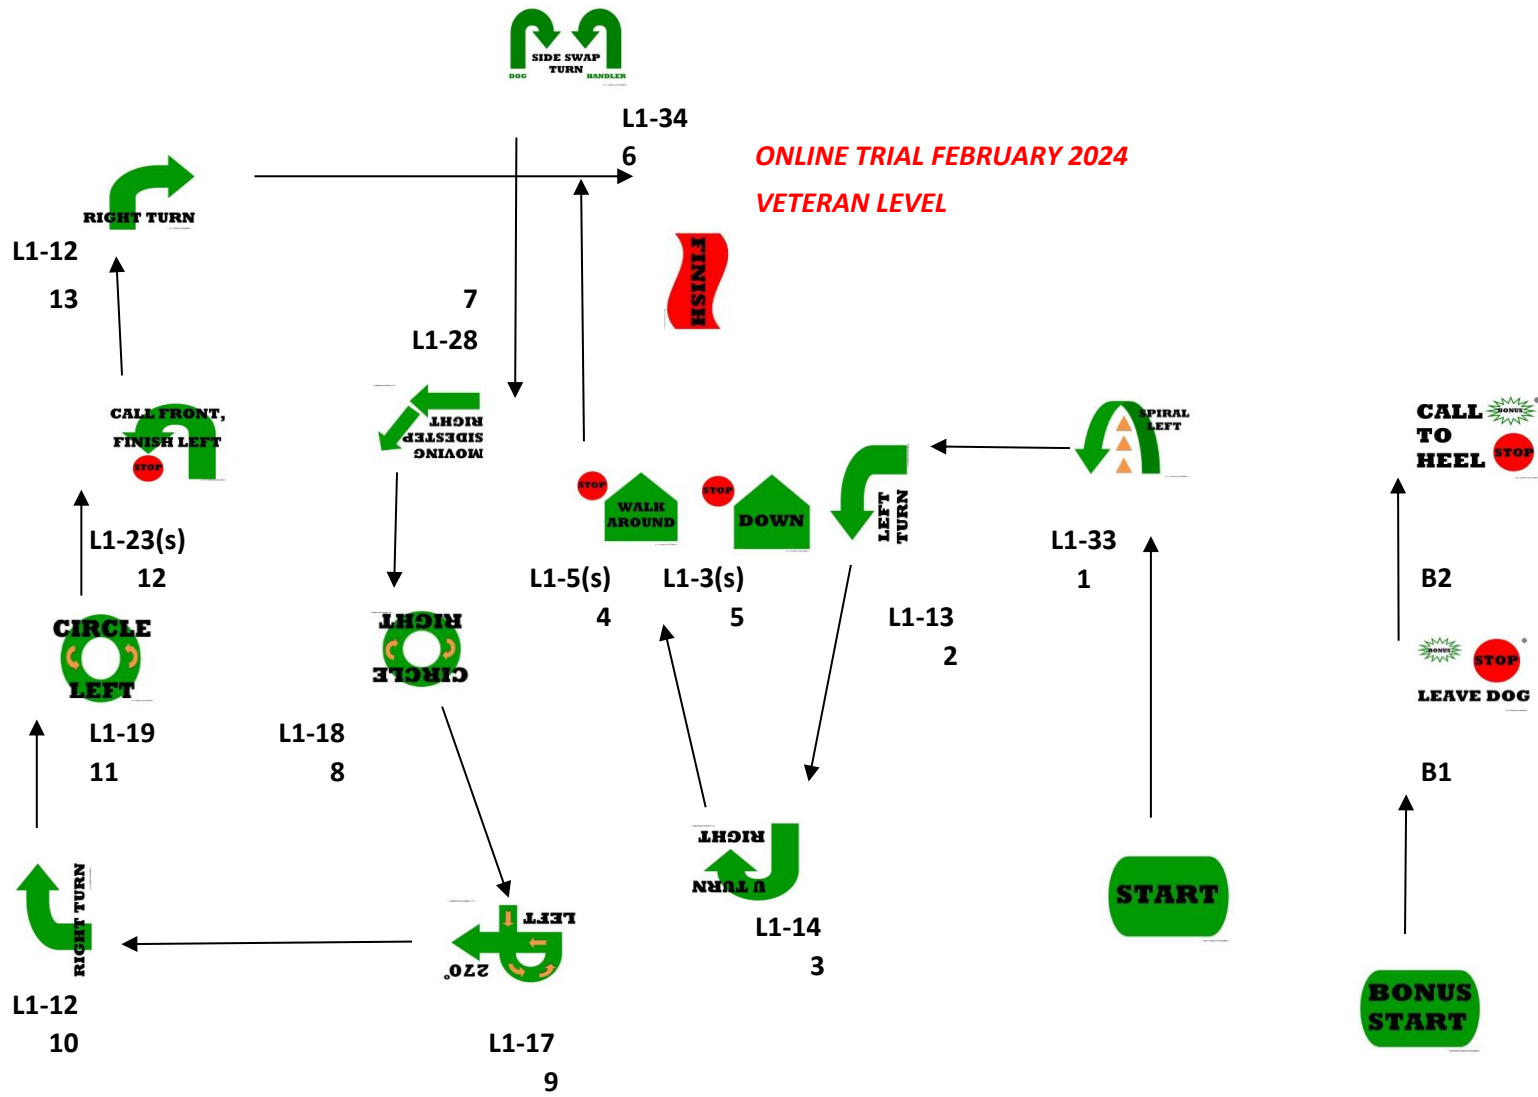 SIDE SWAP
TURN
DOG
HANDLER
L1-34
6
ONLINE TRIAL FEBRUARY 2024
VETERAN LEVEL
RIGHT TURN
L1-12
13
FINISH
7
L1-28
MOVING
SIDESTEP
RIGHT
CALL FRONT,
FINISH LEFT
STOP
L1-23(s)
12
STOP
WALK
AROUND
L1-5(s)
4
STOP
DOWN
L1-3(s)
5
LEFT
TURN
L1-13
2
SPIRAL
LEFT
L1-33
1
CALL
TO
HEEL
BONUS
STOP
B2
BONUS
STOP
LEAVE DOG
B1
CIRCLE
LEFT
L1-19
11
CIRCLE
RIGHT
L1-18
8
U TURN
RIGHT
L1-14
3
START
RIGHT TURN
L1-12
10
270°
LEFT
L1-17
9
BONUS
START